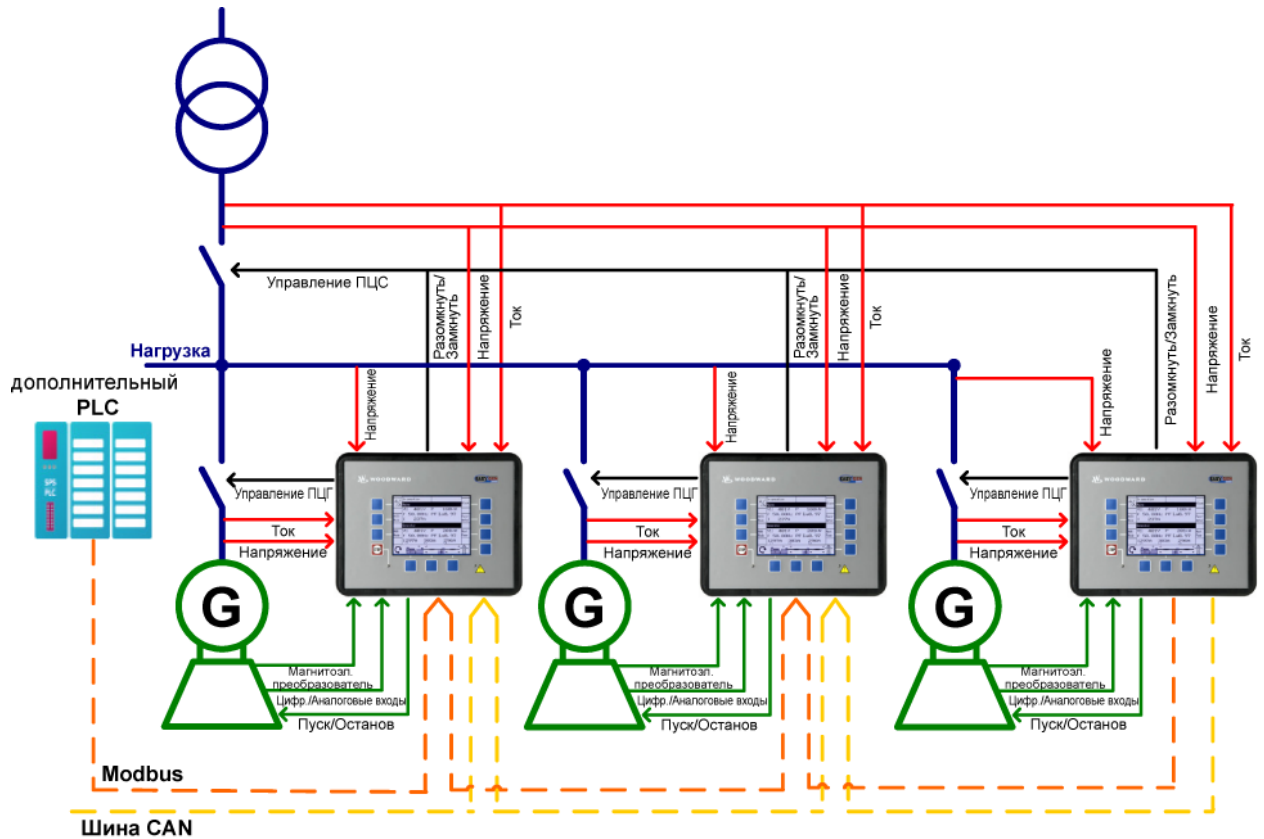 Управление ПЦС
Разомкнуть/
Замкнуть
Напряжение
Ток
Разомкнуть/
Замкнуть
Напряжение
Ток
Разомкнуть/Замкнуть
Напряжение
Ток
Нагрузка
Напряжение
Напряжение
Напряжение
дополнительный
PLC
SPS
PLC
WOODWARD
WOODWARD
WOODWARD
Управление ПЦГ
Управление ПЦГ
Управление ПЦГ
Ток
Ток
Ток
Напряжение
Напряжение
Напряжение
G
G
G
Магнитоэл.
преобразователь
Цифр./Аналоговые входы
Пуск/Останов
Магнитоэл.
преобразователь
Цифр./Аналоговые входы
Пуск/Останов
Магнитоэл.
преобразователь
Цифр./Аналоговые входы
Пуск/Останов
Modbus
Шина CAN